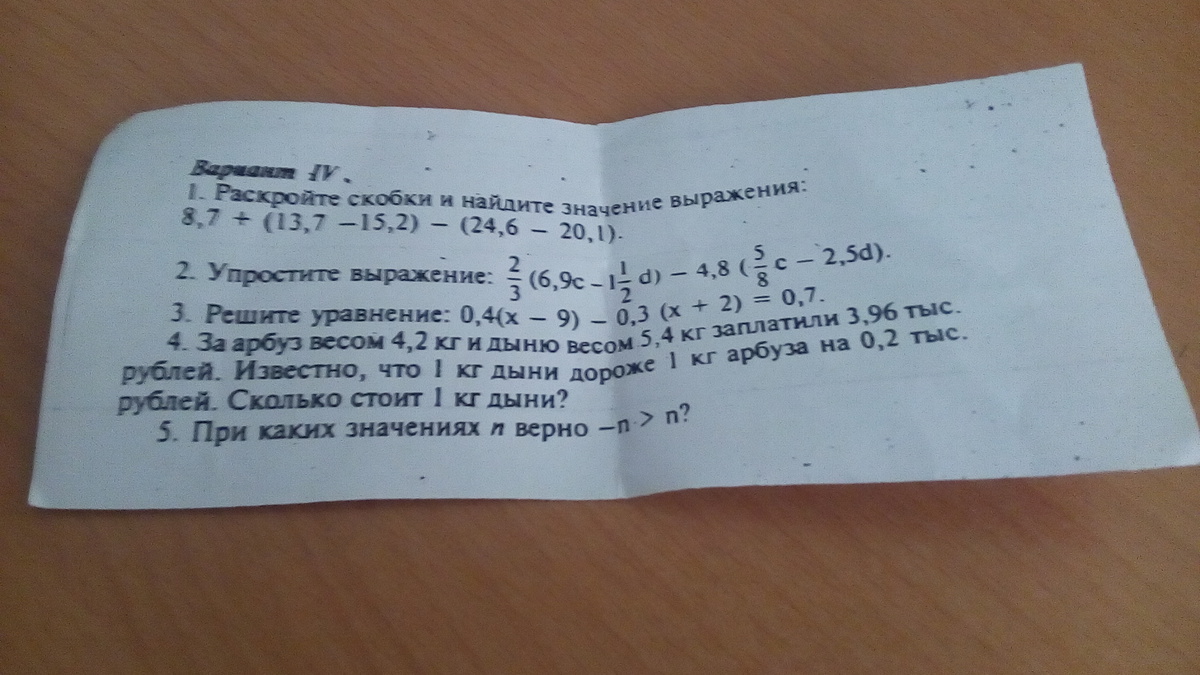 Вариант IV.
1. Раскройте скобки и найдите значение выражения:
8,7 + (13,7 –15,2) – (24,6 – 20,1).
2. Упростите выражение: 2/3 (6,9c – 1 1/2 d) – 4,8 (5/8 c – 2,5d).
3. Решите уравнение: 0,4(x – 9) – 0,3 (x + 2) = 0,7.
4. За арбуз весом 4,2 кг и дыню весом 5,4 кг заплатили 3,96 тыс.
рублей. Известно, что 1 кг дыни дороже 1 кг арбуза на 0,2 тыс.
рублей. Сколько стоит 1 кг дыни?
5. При каких значениях n верно –n > n?